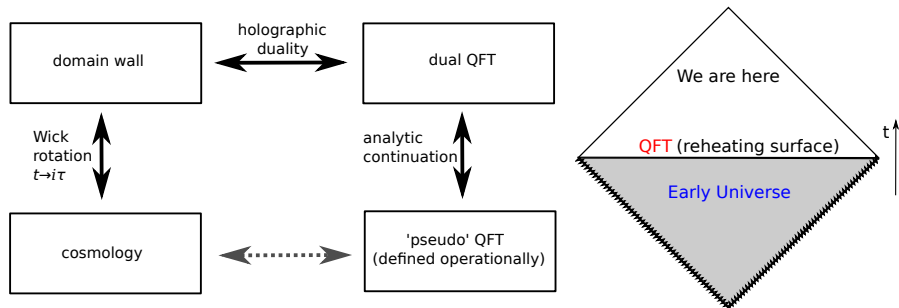 domain wall
holographic
duality
dual QFT
Wick
rotation
t→iτ
analytic
continuation
cosmology
'pseudo' QFT
(defined operationally)
We are here
QFT (reheating surface)
t
Early Universe